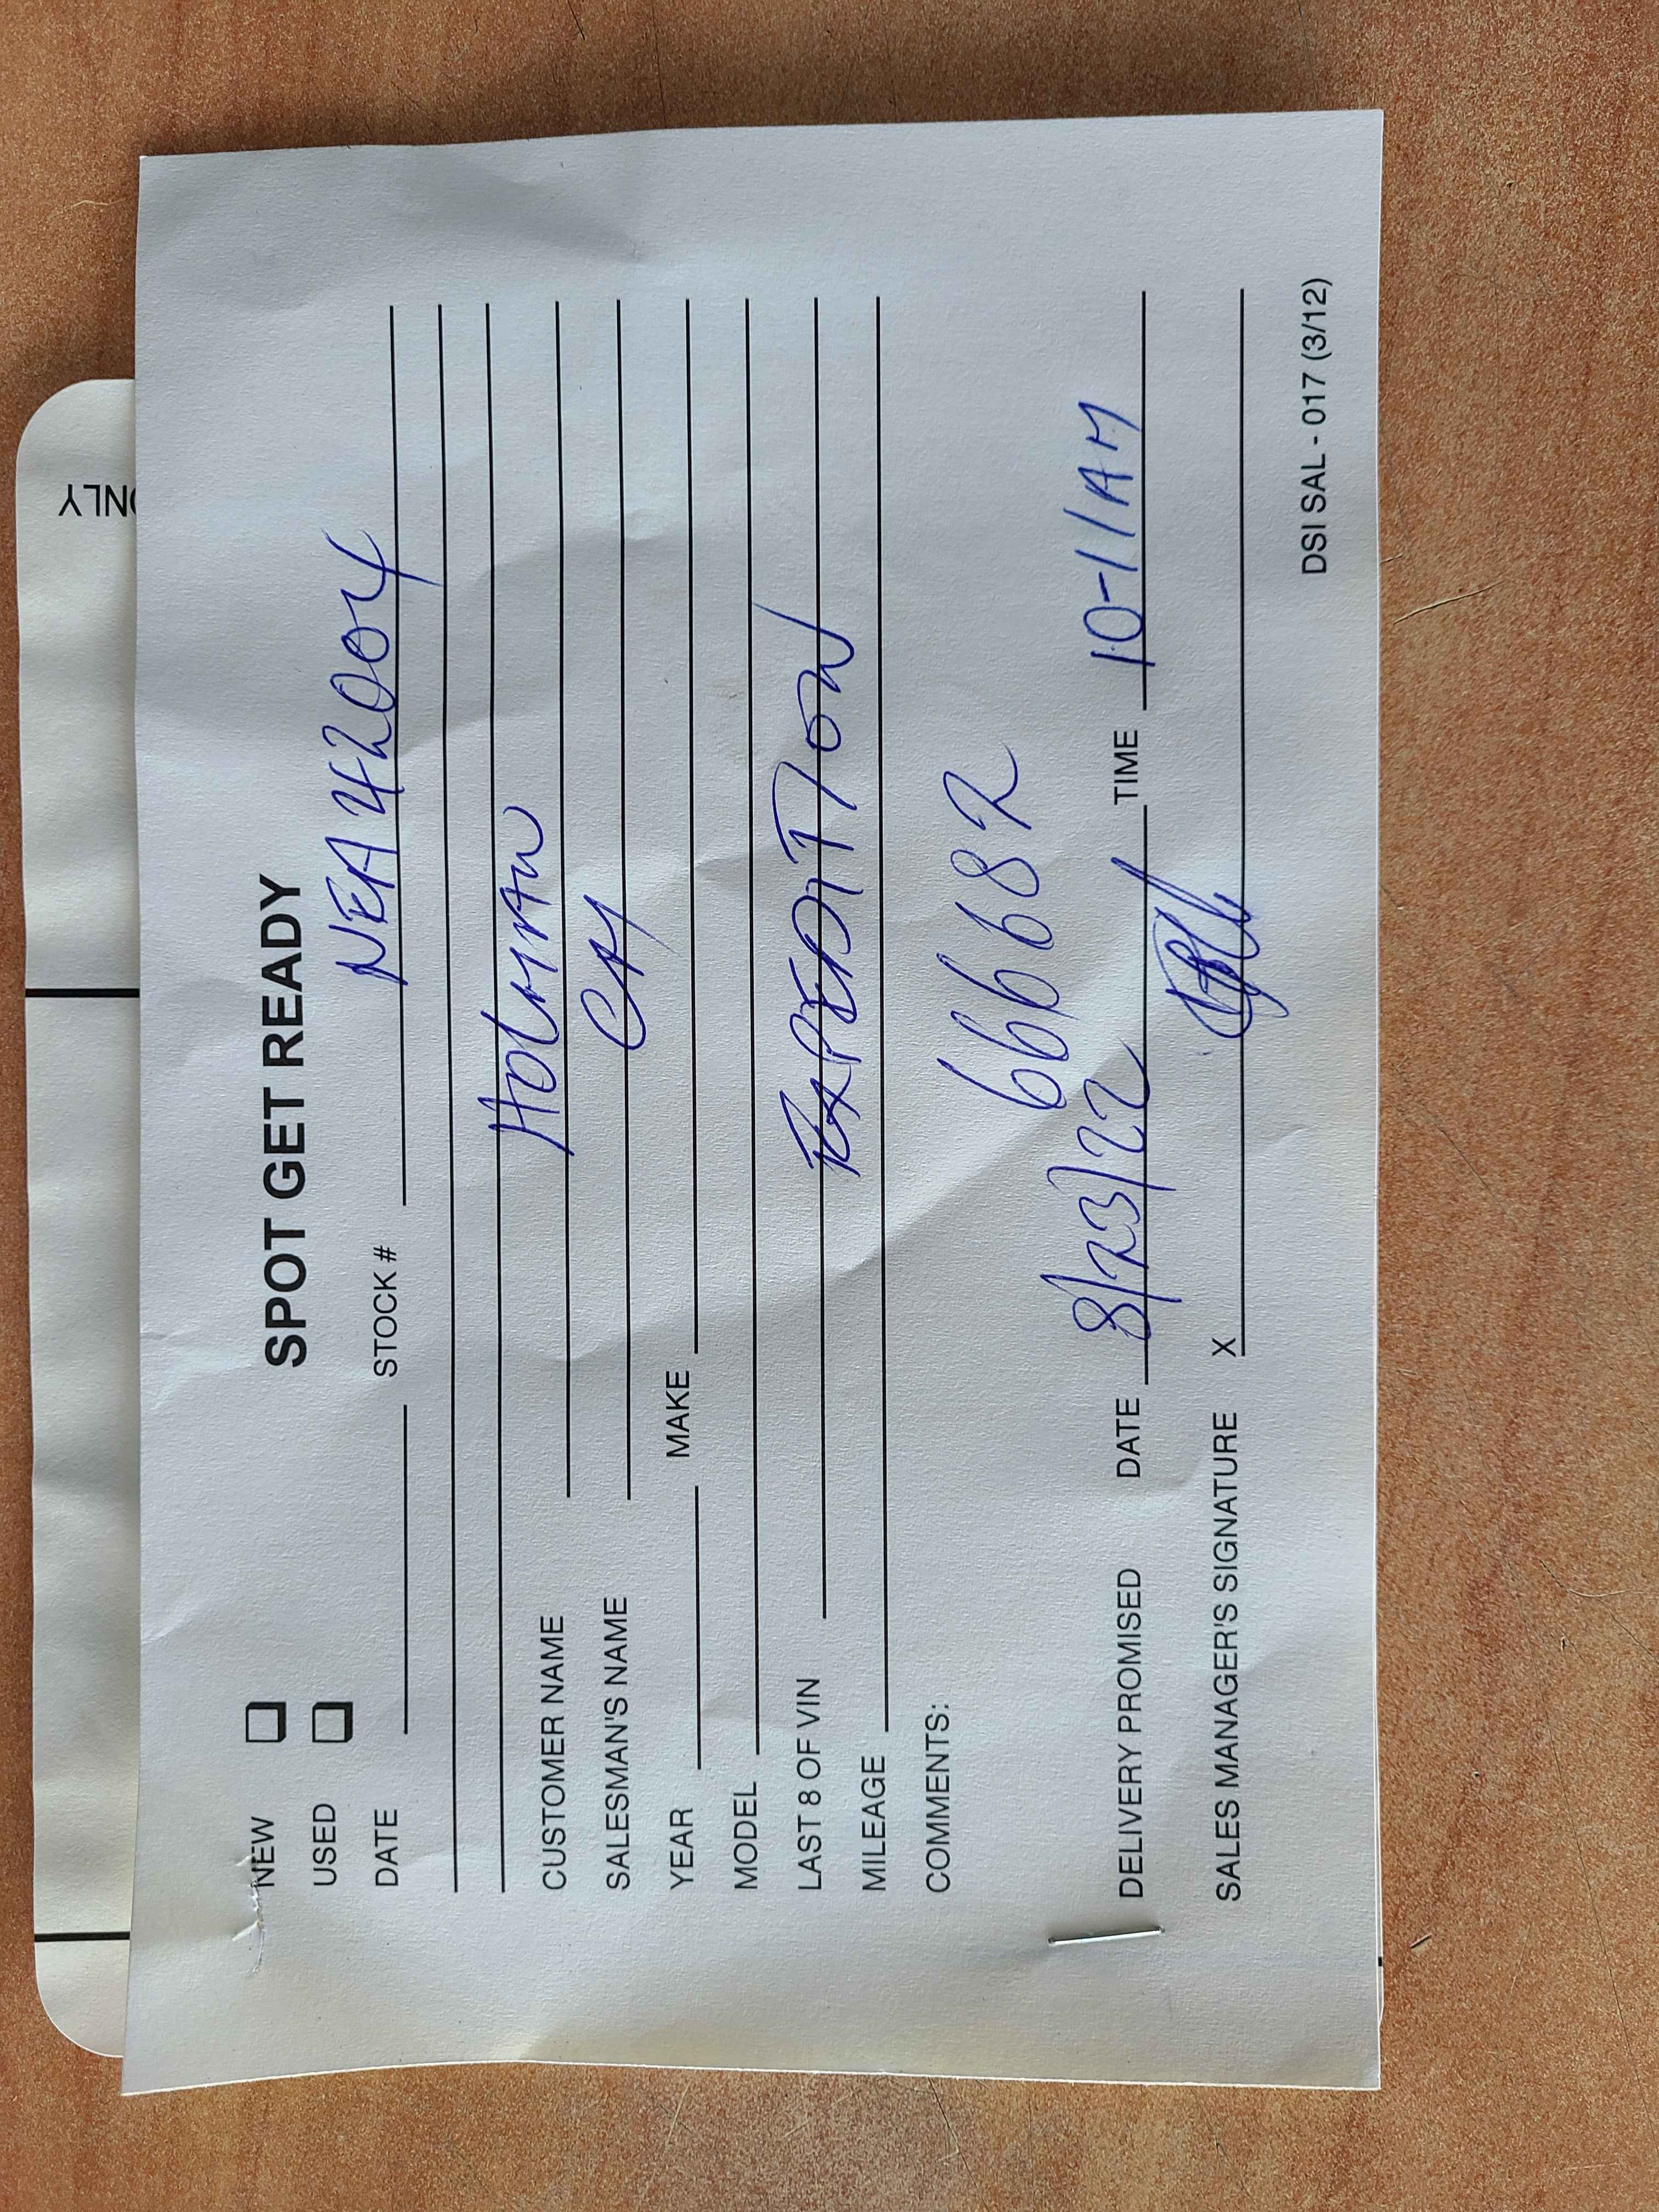 SPOT GET READY
NEW
USED
DATE STOCK # NEA42004
CUSTOMER NAME HOLMAN
SALESMAN'S NAME CM
YEAR MAKE
MODEL
LAST 8 OF VIN EXPEDITION
MILEAGE
COMMENTS:
666682
DELIVERY PROMISED DATE 8/23/22 TIME 10-11AM
SALES MANAGER'S SIGNATURE X
DSI SAL - 017 (3/12)
ONLY